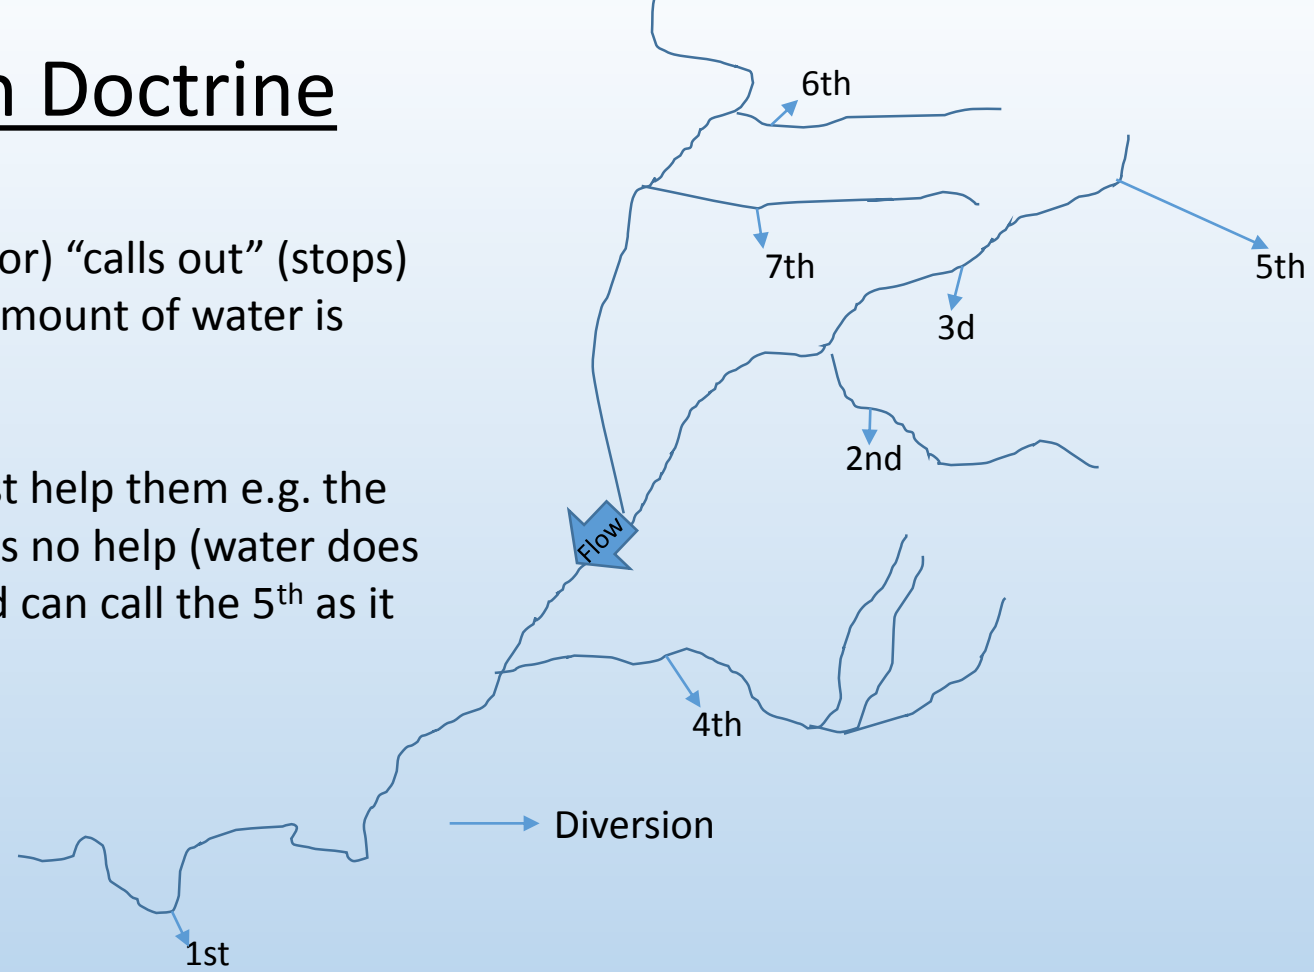 n Doctrine
6th
or) “calls out” (stops)
7th
5th
mount of water is
3d
2nd
st help them e.g. the
s no help (water does
Flow
d can call the 5th as it
4th
Diversion
1st